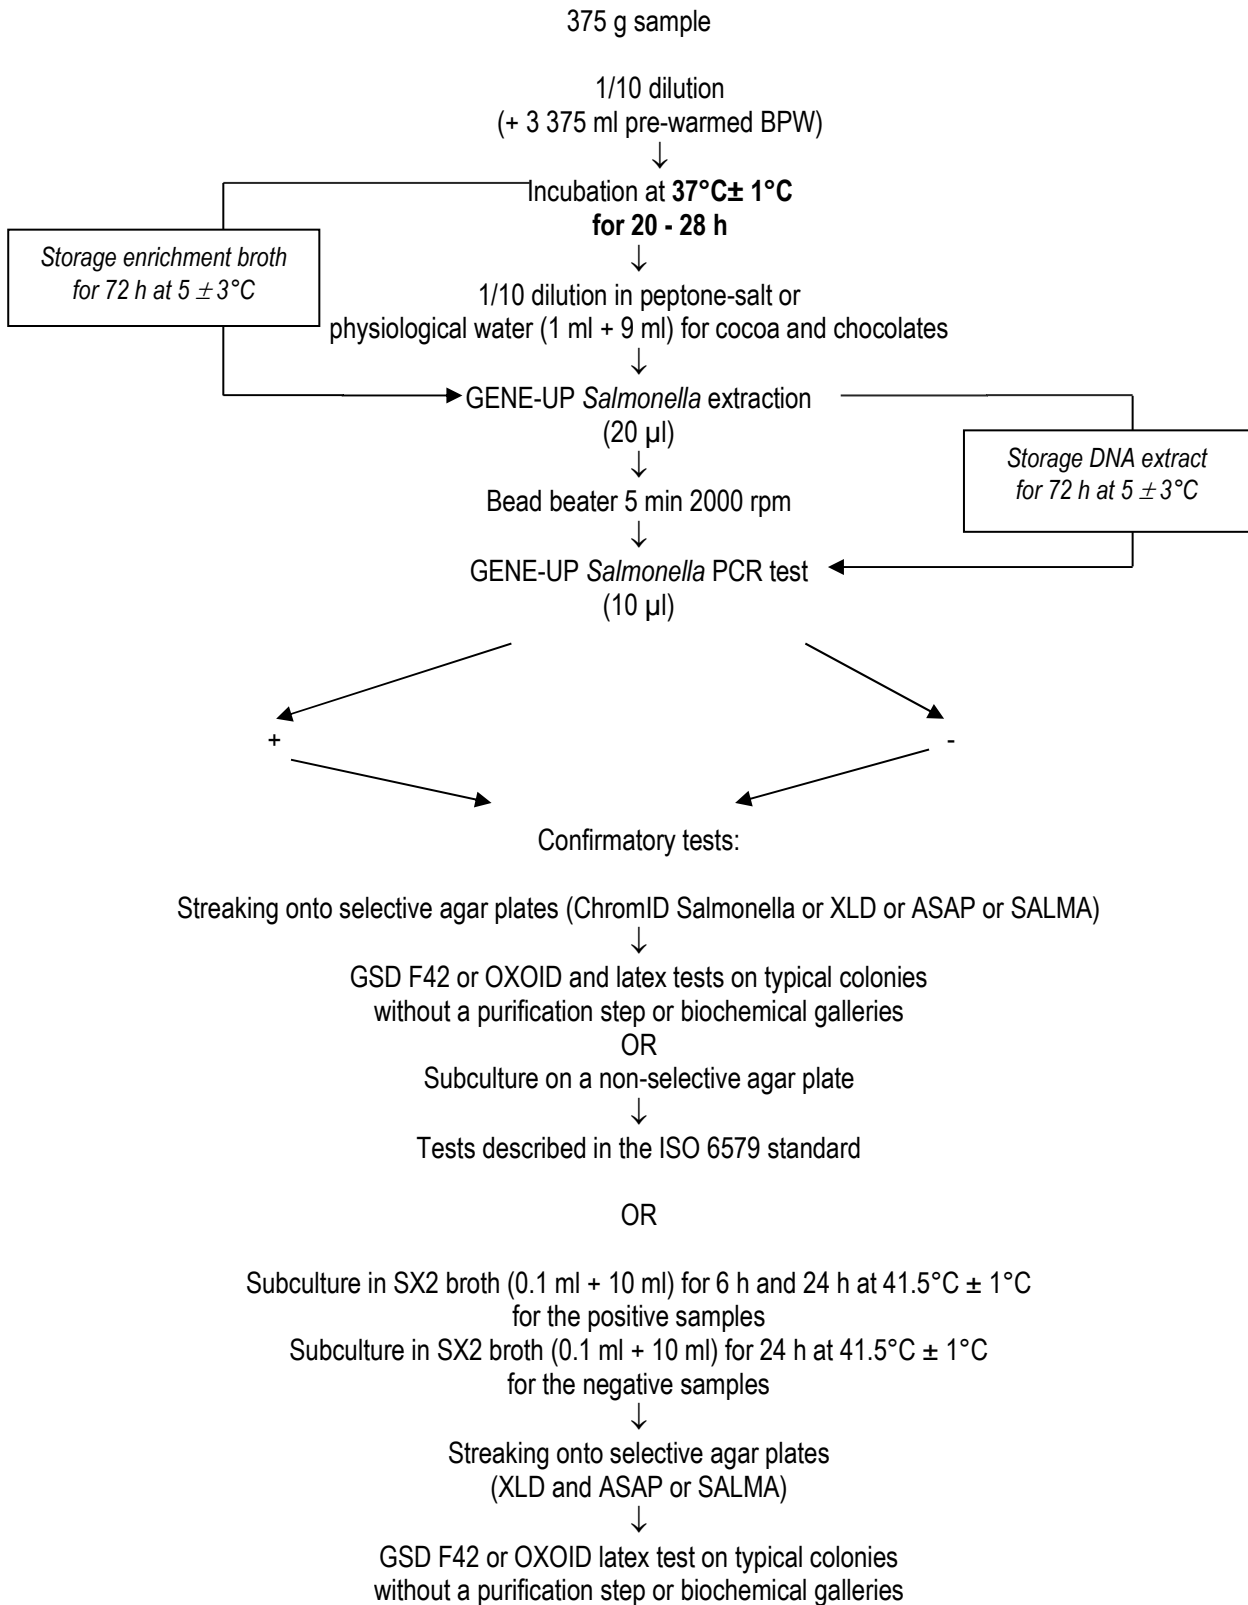 375 g sample
1/10 dilution
(+ 3 375 ml pre-warmed BPW)
↓
Incubation at 37°C± 1°C
for 20 - 28 h
Storage enrichment broth
for 72 h at 5 ± 3°C
↓
1/10 dilution in peptone-salt or
physiological water (1 ml + 9 ml) for cocoa and chocolates
↓
GENE-UP Salmonella extraction
(20 µl)
↓
Storage DNA extract
for 72 h at 5 ± 3°C
Bead beater 5 min 2000 rpm
↓
GENE-UP Salmonella PCR test
(10 µl)
+
-
Confirmatory tests:
Streaking onto selective agar plates (ChromID Salmonella or XLD or ASAP or SALMA)
↓
GSD F42 or OXOID and latex tests on typical colonies
without a purification step or biochemical galleries
OR
Subculture on a non-selective agar plate
↓
Tests described in the ISO 6579 standard
OR
Subculture in SX2 broth (0.1 ml + 10 ml) for 6 h and 24 h at 41.5°C ± 1°C
for the positive samples
Subculture in SX2 broth (0.1 ml + 10 ml) for 24 h at 41.5°C ± 1°C
for the negative samples
↓
Streaking onto selective agar plates
(XLD and ASAP or SALMA)
↓
GSD F42 or OXOID latex test on typical colonies
without a purification step or biochemical galleries